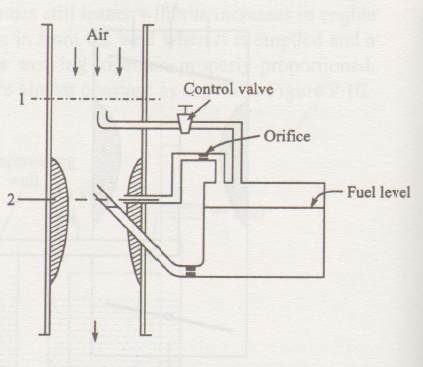 Air
1
Control valve
Orifice
Fuel level
2